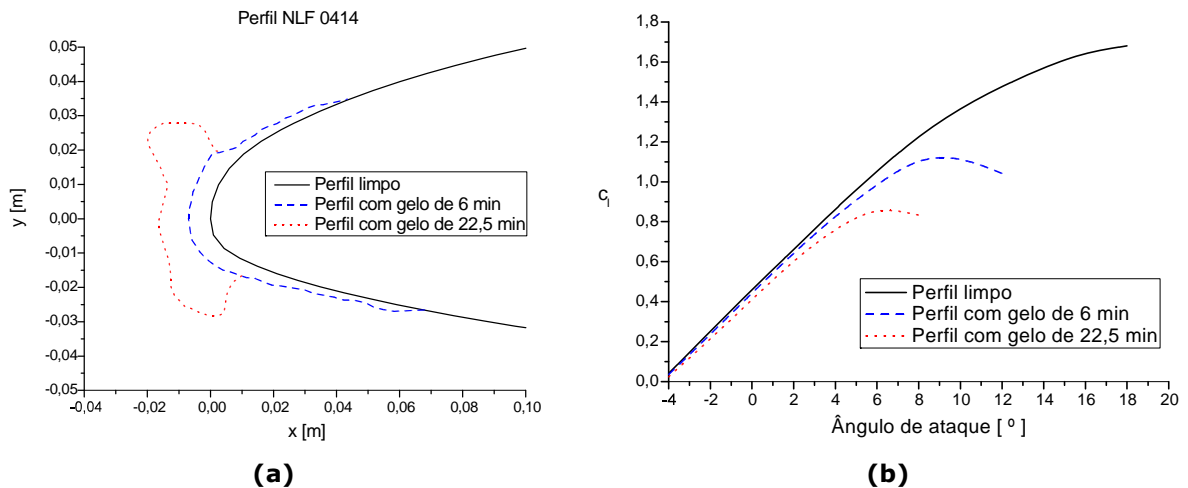 Perfil NLF 0414
0,05
0,04
0,03
0,02
0,01
0,00
-0,01
-0,02
-0,03
-0,04
-0,05
y [m]
Perfil limpo
Perfil com gelo de 6 min
Perfil com gelo de 22,5 min
-0,04 -0,02 0,00 0,02 0,04 0,06 0,08 0,10
x [m]
(a)
1,8
1,6
1,4
1,2
1,0
0,8
0,6
0,4
0,2
0,0
cl
Perfil limpo
Perfil com gelo de 6 min
Perfil com gelo de 22,5 min
-4 -2 0 2 4 6 8 10 12 14 16 18 20
Ângulo de ataque [ º ]
(b)